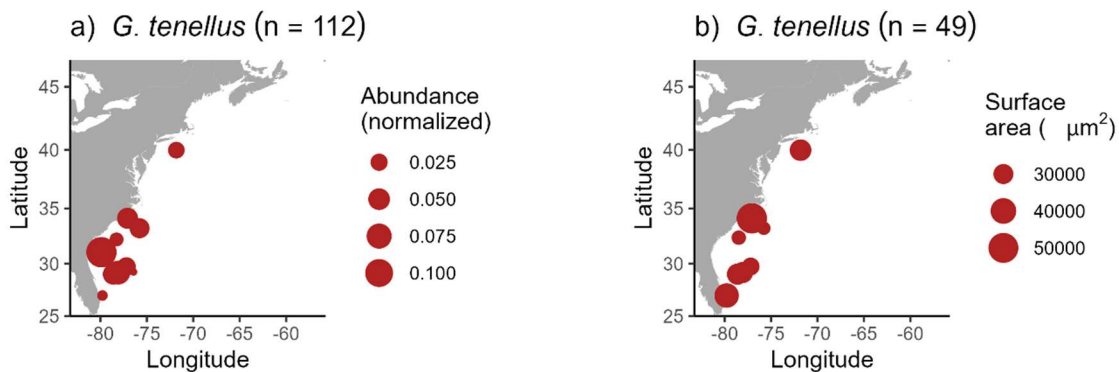 a) G. tenellus (n = 112)
45
40
35
30
25
Latitude
-80 -75 -70 -65 -60
Longitude
Abundance
(normalized)
0.025
0.050
0.075
0.100
b) G. tenellus (n = 49)
45
40
35
30
25
Latitude
-80 -75 -70 -65 -60
Longitude
Surface
area ( μm²)
30000
40000
50000